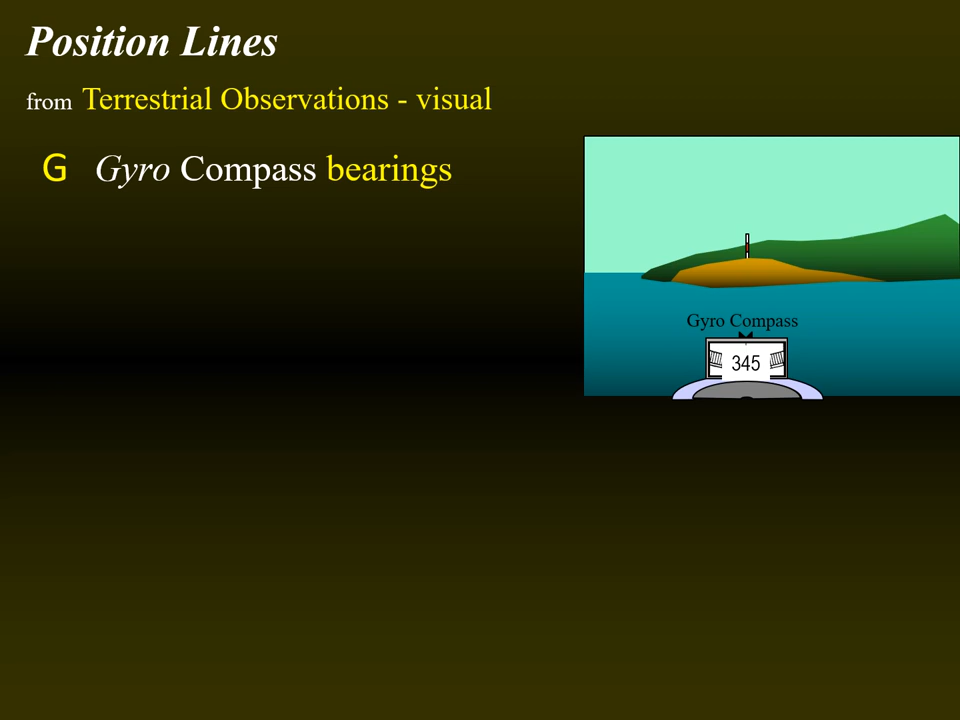 Position Lines
from Terrestrial Observations - visual
G Gyro Compass bearings
Gyro Compass
345